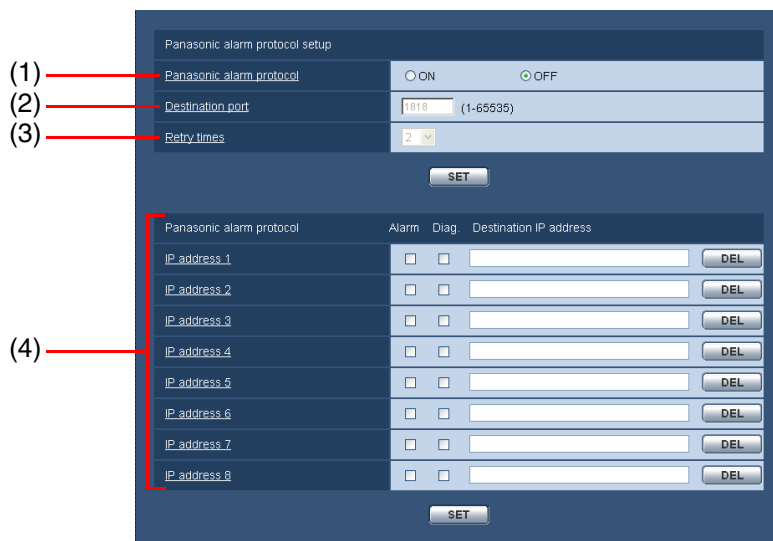 Panasonic alarm protocol setup
(1) Panasonic alarm protocol ON OFF
(2) Destination port 1818 (1-65535)
(3) Retry times 2
SET
Panasonic alarm protocol Alarm Diag. Destination IP address
IP address 1 DEL
IP address 2 DEL
IP address 3 DEL
(4) IP address 4 DEL
IP address 5 DEL
IP address 6 DEL
IP address 7 DEL
IP address 8 DEL
SET